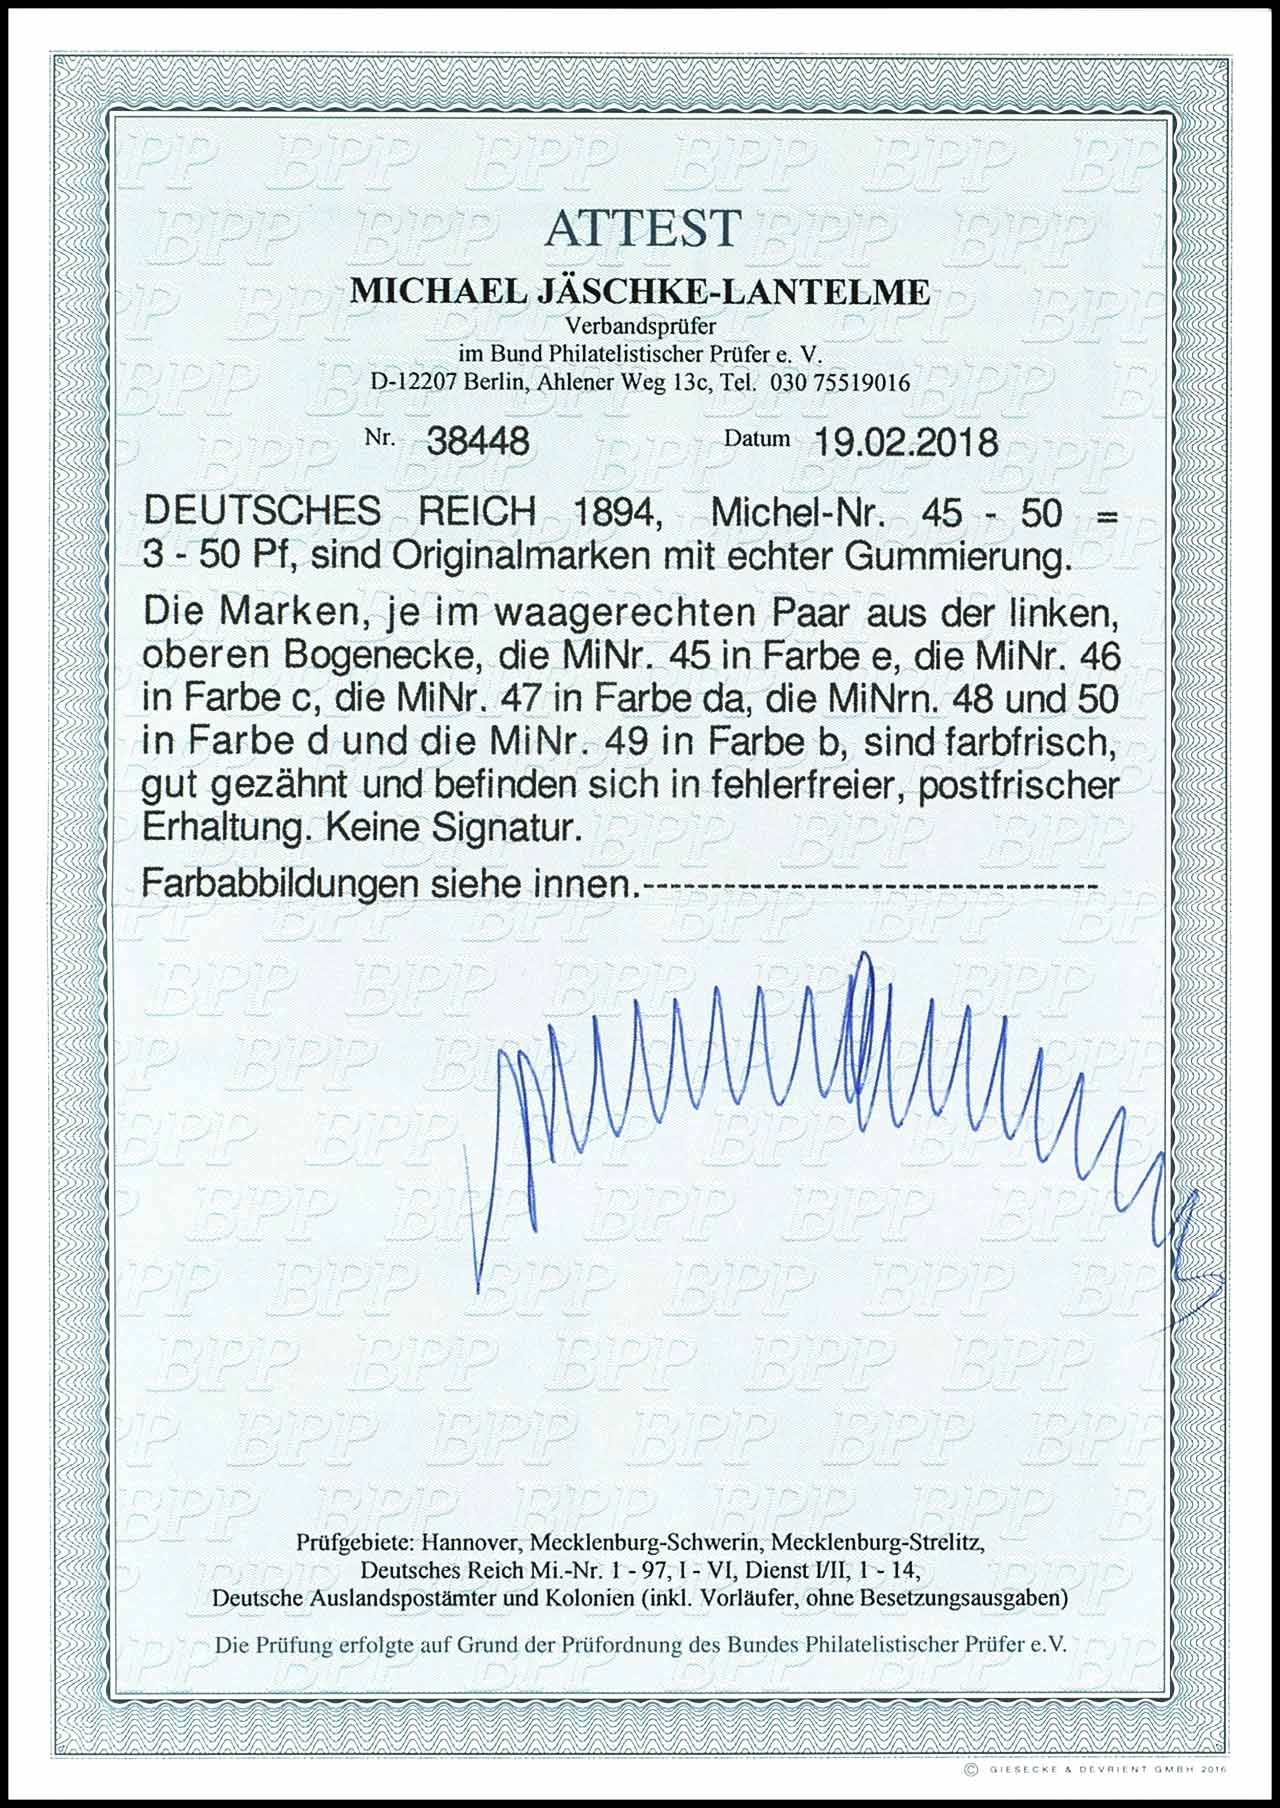 ATTEST
MICHAEL JÄSCHKE-LANTELME
Verbandsprüfer
im Bund Philatelistischer Prüfer e. V.
D-12207 Berlin, Ahlener Weg 13c, Tel. 030 75519016
Nr. 38448 Datum 19.02.2018
DEUTSCHES REICH 1894, Michel-Nr. 45 - 50 =
3 - 50 Pf, sind Originalmarken mit echter Gummierung.
Die Marken, je im waagerechten Paar aus der linken,
oberen Bogenecke, die MiNr. 45 in Farbe e, die MiNr. 46
in Farbe c, die MiNr. 47 in Farbe da, die MiNrn. 48 und 50
in Farbe d und die MiNr. 49 in Farbe b, sind farbfrisch,
gut gezähnt und befinden sich in fehlerfreier, postfrischer
Erhaltung. Keine Signatur.
Farbabbildungen siehe innen.----------------------------------
Prüfgebiete: Hannover, Mecklenburg-Schwerin, Mecklenburg-Strelitz,
Deutsches Reich Mi.-Nr. 1 - 97, I - VI, Dienst I/II, 1 - 14,
Deutsche Auslandspostämter und Kolonien (inkl. Vorläufer, ohne Besetzungsausgaben)
Die Prüfung erfolgte auf Grund der Prüfordnung des Bundes Philatelistischer Prüfer e.V.
© GIESECKE & DEVRIENT GMBH 2016